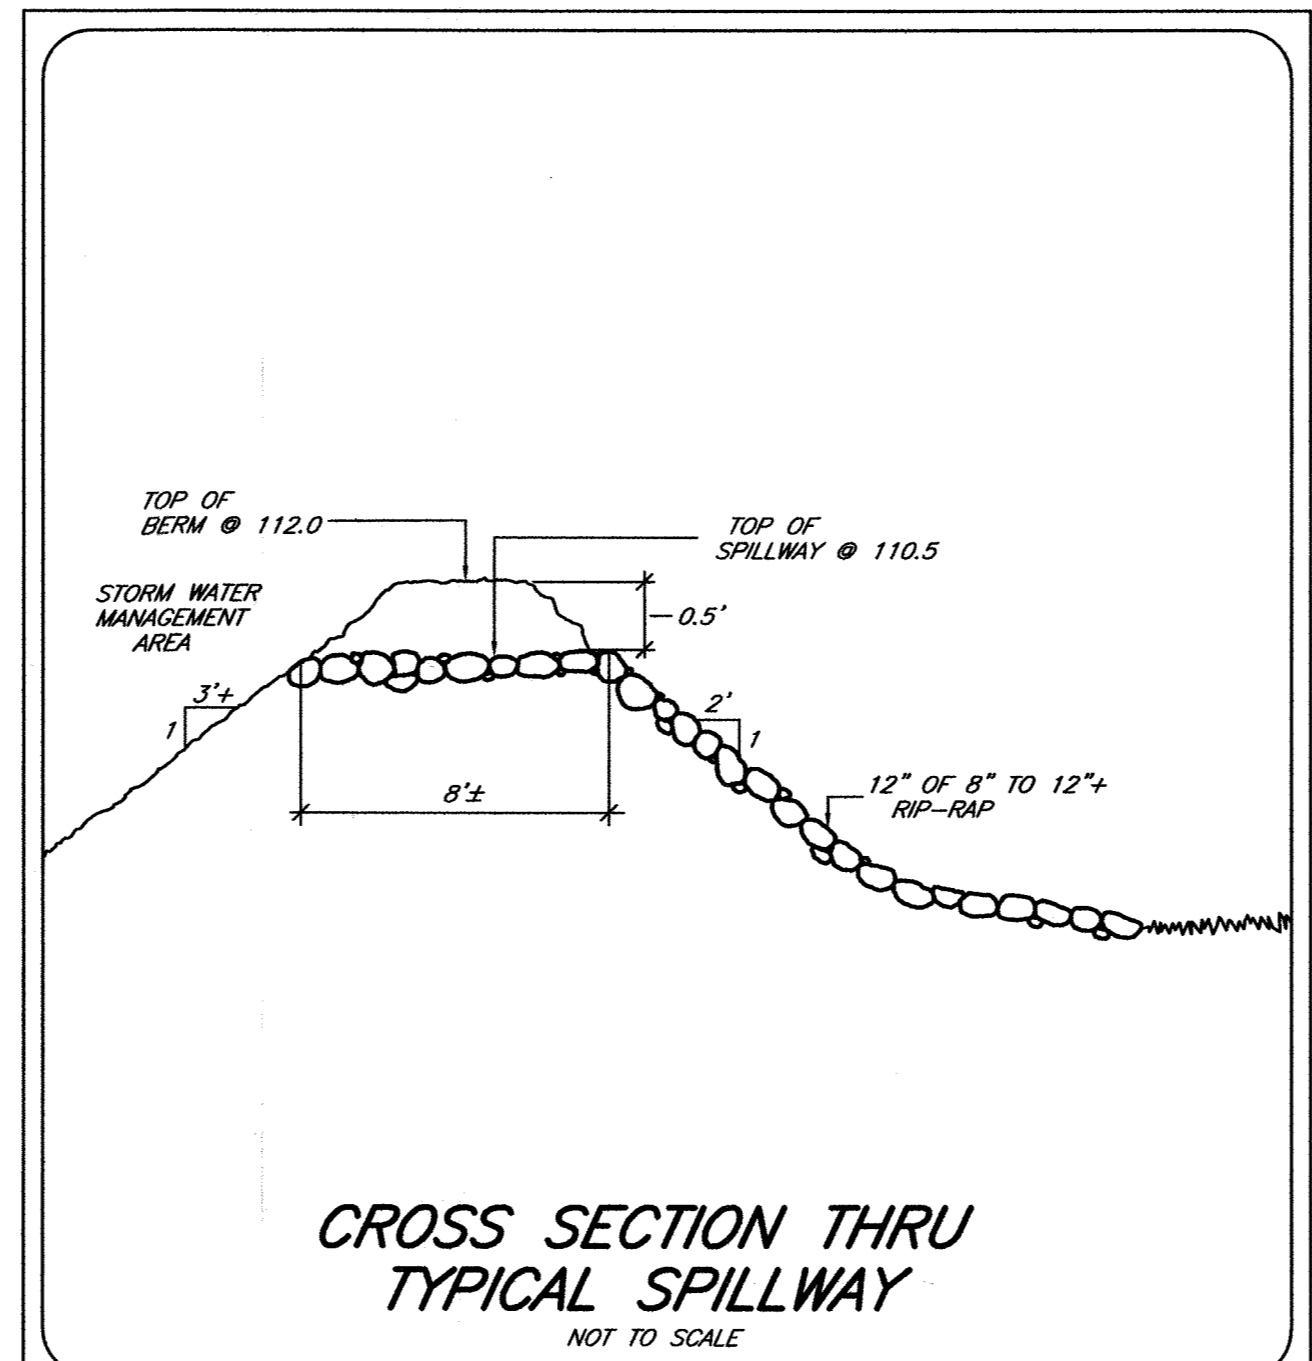 TOP OF
BERM @ 112.0
TOP OF
SPILLWAY @ 110.5
STORM WATER
MANAGEMENT
AREA
0.5'
3'+
1
2'
1
8'±
12" OF 8" TO 12"+
RIP-RAP
CROSS SECTION THRU
TYPICAL SPILLWAY
NOT TO SCALE